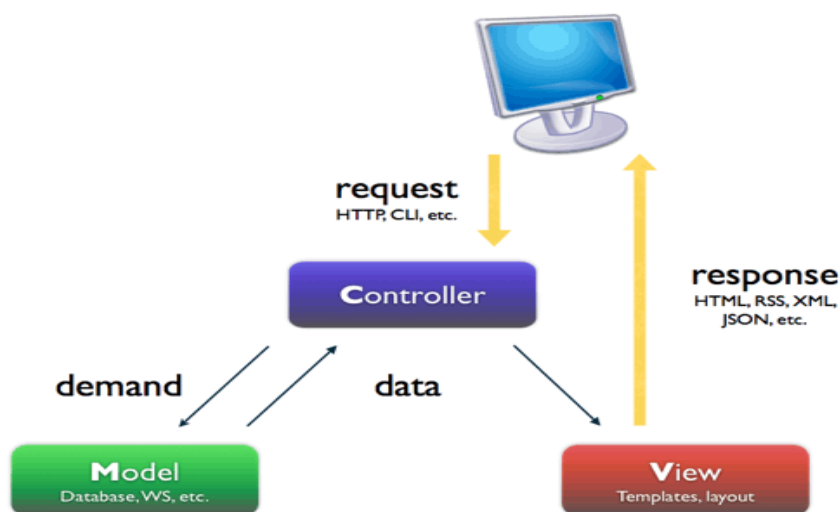 request
HTTP, CLI, etc.
Controller
response
HTML, RSS, XML,
JSON, etc.
demand
data
Model
Database, WS, etc.
View
Templates, layout